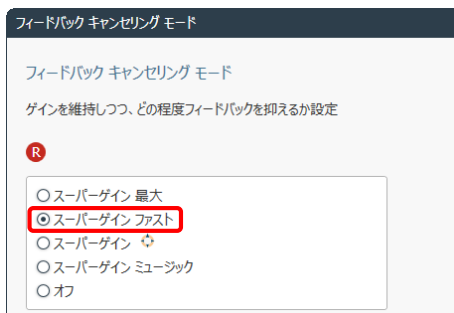 フィードバック キャンセリング モード
フィードバック キャンセリング モード
ゲインを維持しつつ、どの程度フィードバックを抑えるか設定
R
スーパーゲイン 最大
スーパーゲイン ファスト
スーパーゲイン
スーパーゲイン ミュージック
オフ